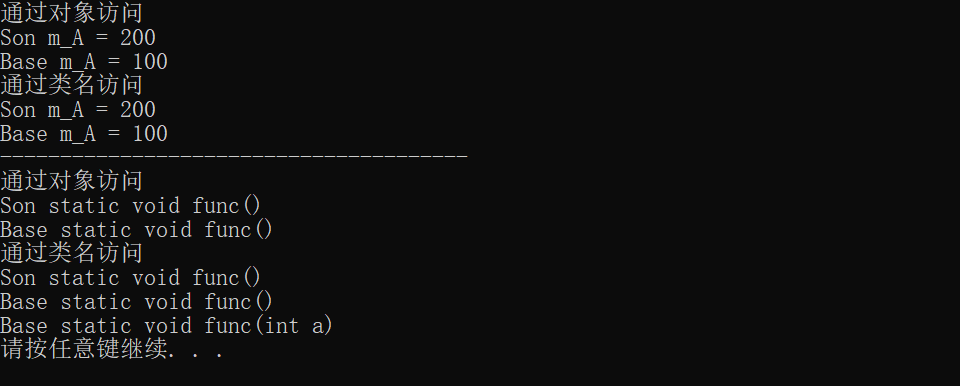 通过对象访问
Son m_A = 200
Base m_A = 100
通过类名访问
Son m_A = 200
Base m_A = 100
---------------------------------------
通过对象访问
Son static void func()
Base static void func()
通过类名访问
Son static void func()
Base static void func()
Base static void func(int a)
请按任意键继续. . .